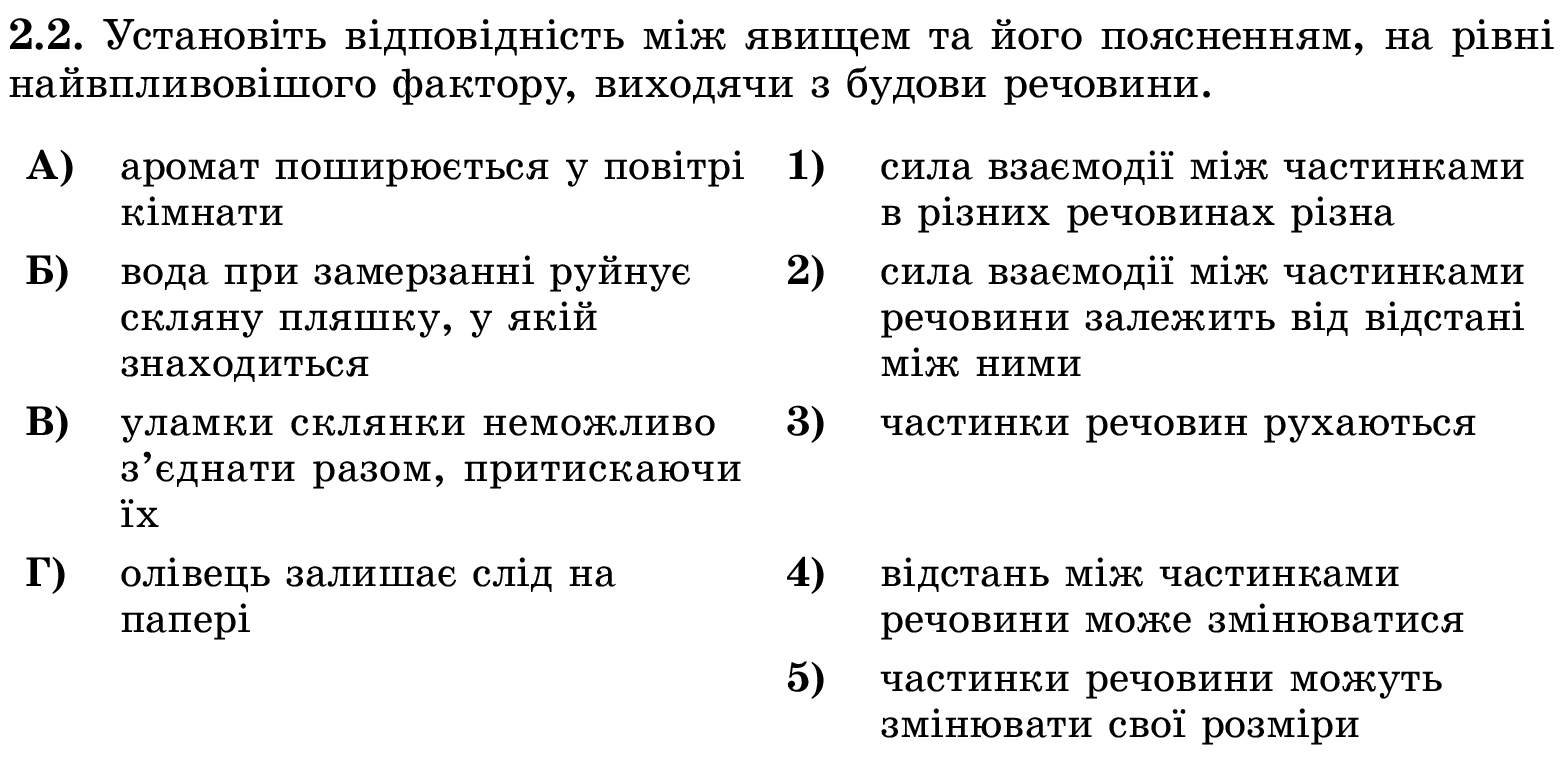 2.2. Установіть відповідність між явищем та його поясненням, на рівні
найвпливовішого фактору, виходячи з будови речовини.
А) аромат поширюється у повітрі
кімнати
1) сила взаємодії між частинками
в різних речовинах різна
Б) вода при замерзанні руйнує
скляну пляшку, у якій
знаходиться
2) сила взаємодії між частинками
речовини залежить від відстані
між ними
В) уламки склянки неможливо
з’єднати разом, притискаючи
їх
3) частинки речовин рухаються
Г) олівець залишає слід на
папері
4) відстань між частинками
речовини може змінюватися
5) частинки речовини можуть
змінювати свої розміри